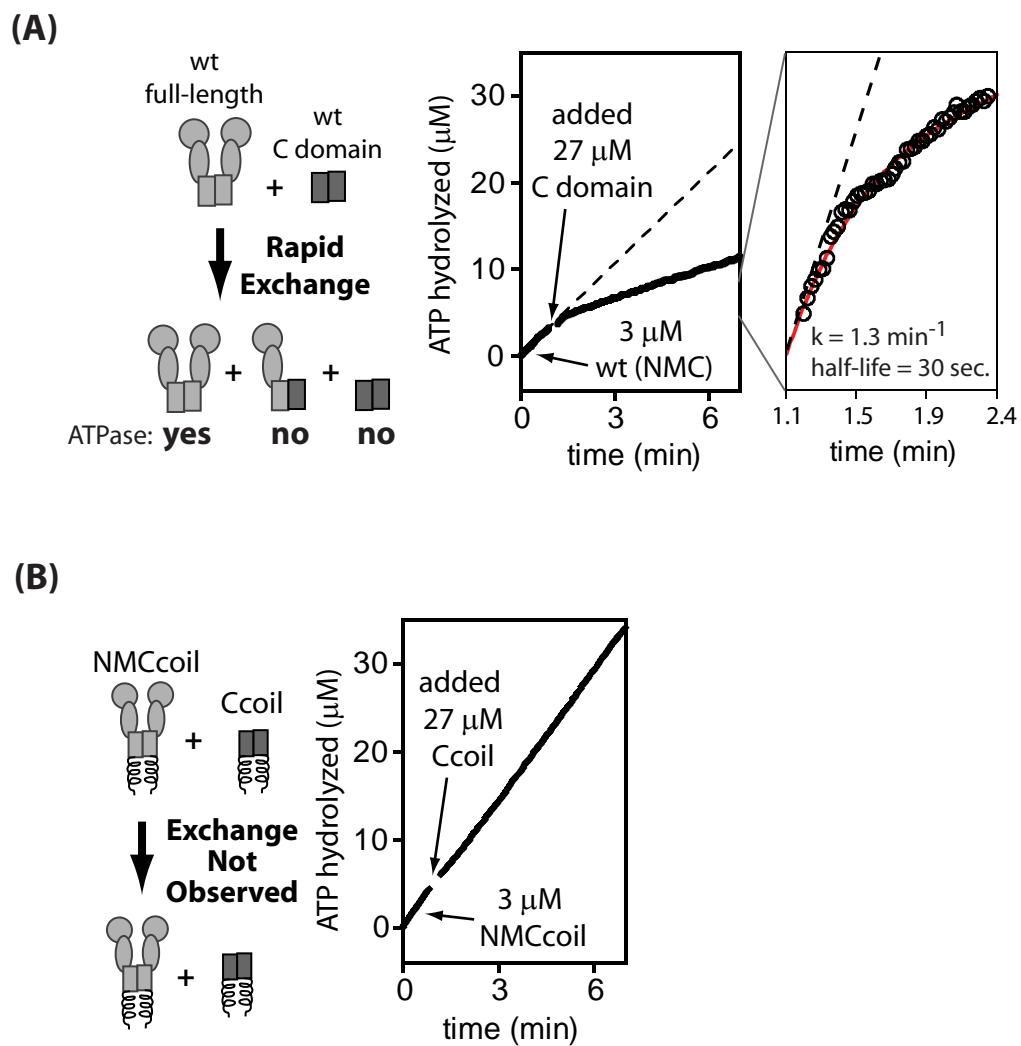 (A)
wt
full-length
wt
C domain
+
Rapid
Exchange
+
+
ATPase: yes no no
ATP hydrolyzed (μM)
30
20
10
0
added
27 μM
C domain
3 μM
wt (NMC)
0 3 6
time (min)
k = 1.3 min-1
half-life = 30 sec.
1.1 1.5 1.9 2.4
time (min)
(B)
NMCcoil
Ccoil
+
Exchange
Not
Observed
+
ATP hydrolyzed (μM)
30
20
10
0
added
27 μM
Ccoil
3 μM
NMCcoil
0 3 6
time (min)